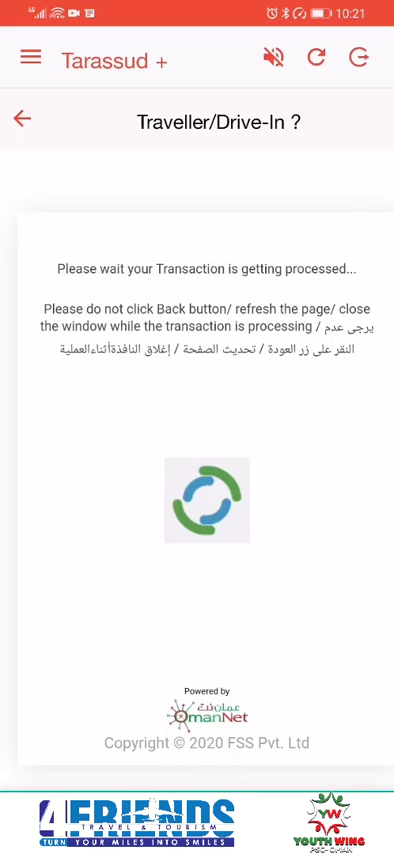 10:21
Tarassud +
Traveller/Drive-In ?
Please wait your Transaction is getting processed...
Please do not click Back button/ refresh the page/ close
the window while the transaction is processing / يرجى عدم
النقر على زر العودة / تحديث الصفحة / إغلاق النافذةأثناءالعملية
Powered by
عمان نت
OmanNet
Copyright © 2020 FSS Pvt. Ltd
4FRIENDS
TRAVEL & TOURISM
TURN YOUR MILES INTO SMILES
YW
YOUTH WING
PSC-OMAN